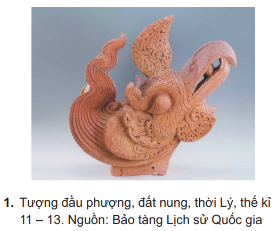 1. Tượng đầu phượng, đất nung, thời Lý, thế kỉ
11 – 13. Nguồn: Bảo tàng Lịch sử Quốc gia